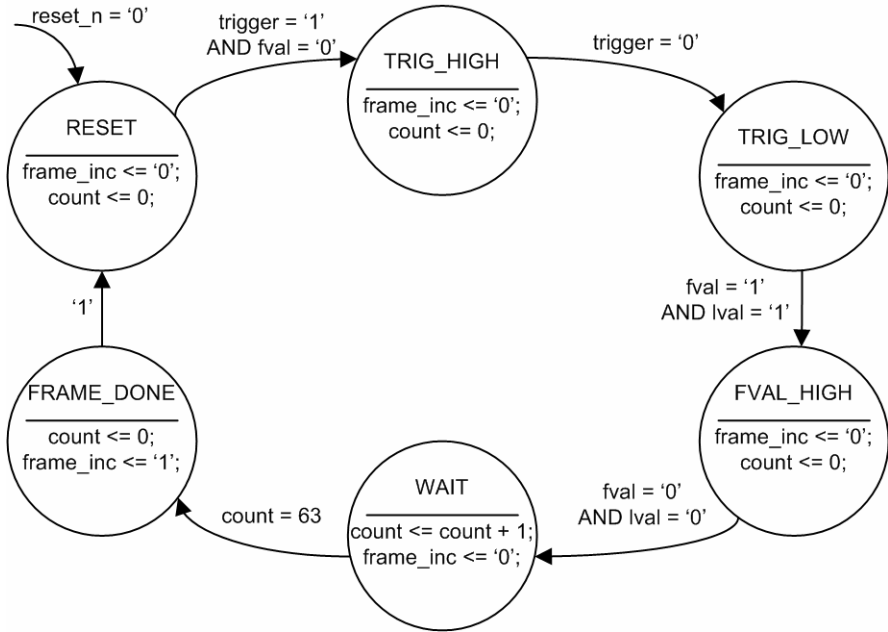 reset_n = ‘0’
trigger = ‘1’
AND fval = ‘0’
TRIG_HIGH
frame_inc <= ‘0’;
count <= 0;
trigger = ‘0’
RESET
frame_inc <= ‘0’;
count <= 0;
TRIG_LOW
frame_inc <= ‘0’;
count <= 0;
fval = ‘1’
AND lval = ‘1’
‘1’
FRAME_DONE
count <= 0;
frame_inc <= ‘1’;
FVAL_HIGH
frame_inc <= ‘0’;
count <= 0;
WAIT
count <= count + 1;
frame_inc <= ‘0’;
count = 63
fval = ‘0’
AND lval = ‘0’